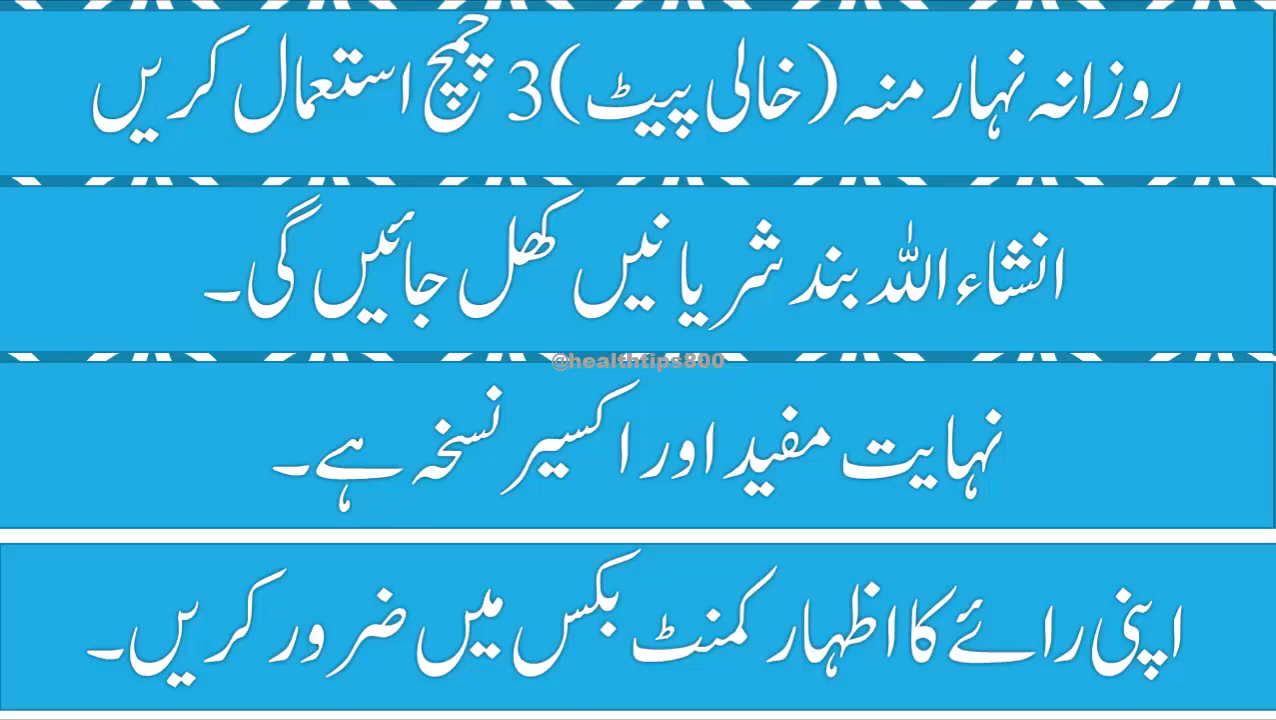 روزانہ نہار منہ (خالی پیٹ) 3 چمچ استعمال کریں
انشاء اللہ بند شریانیں کھل جائیں گی۔
@healthtips800
نہایت مفید اور اکسیر نسخہ ہے۔
اپنی رائے کا اظہار کمنٹ بکس میں ضرور کریں۔